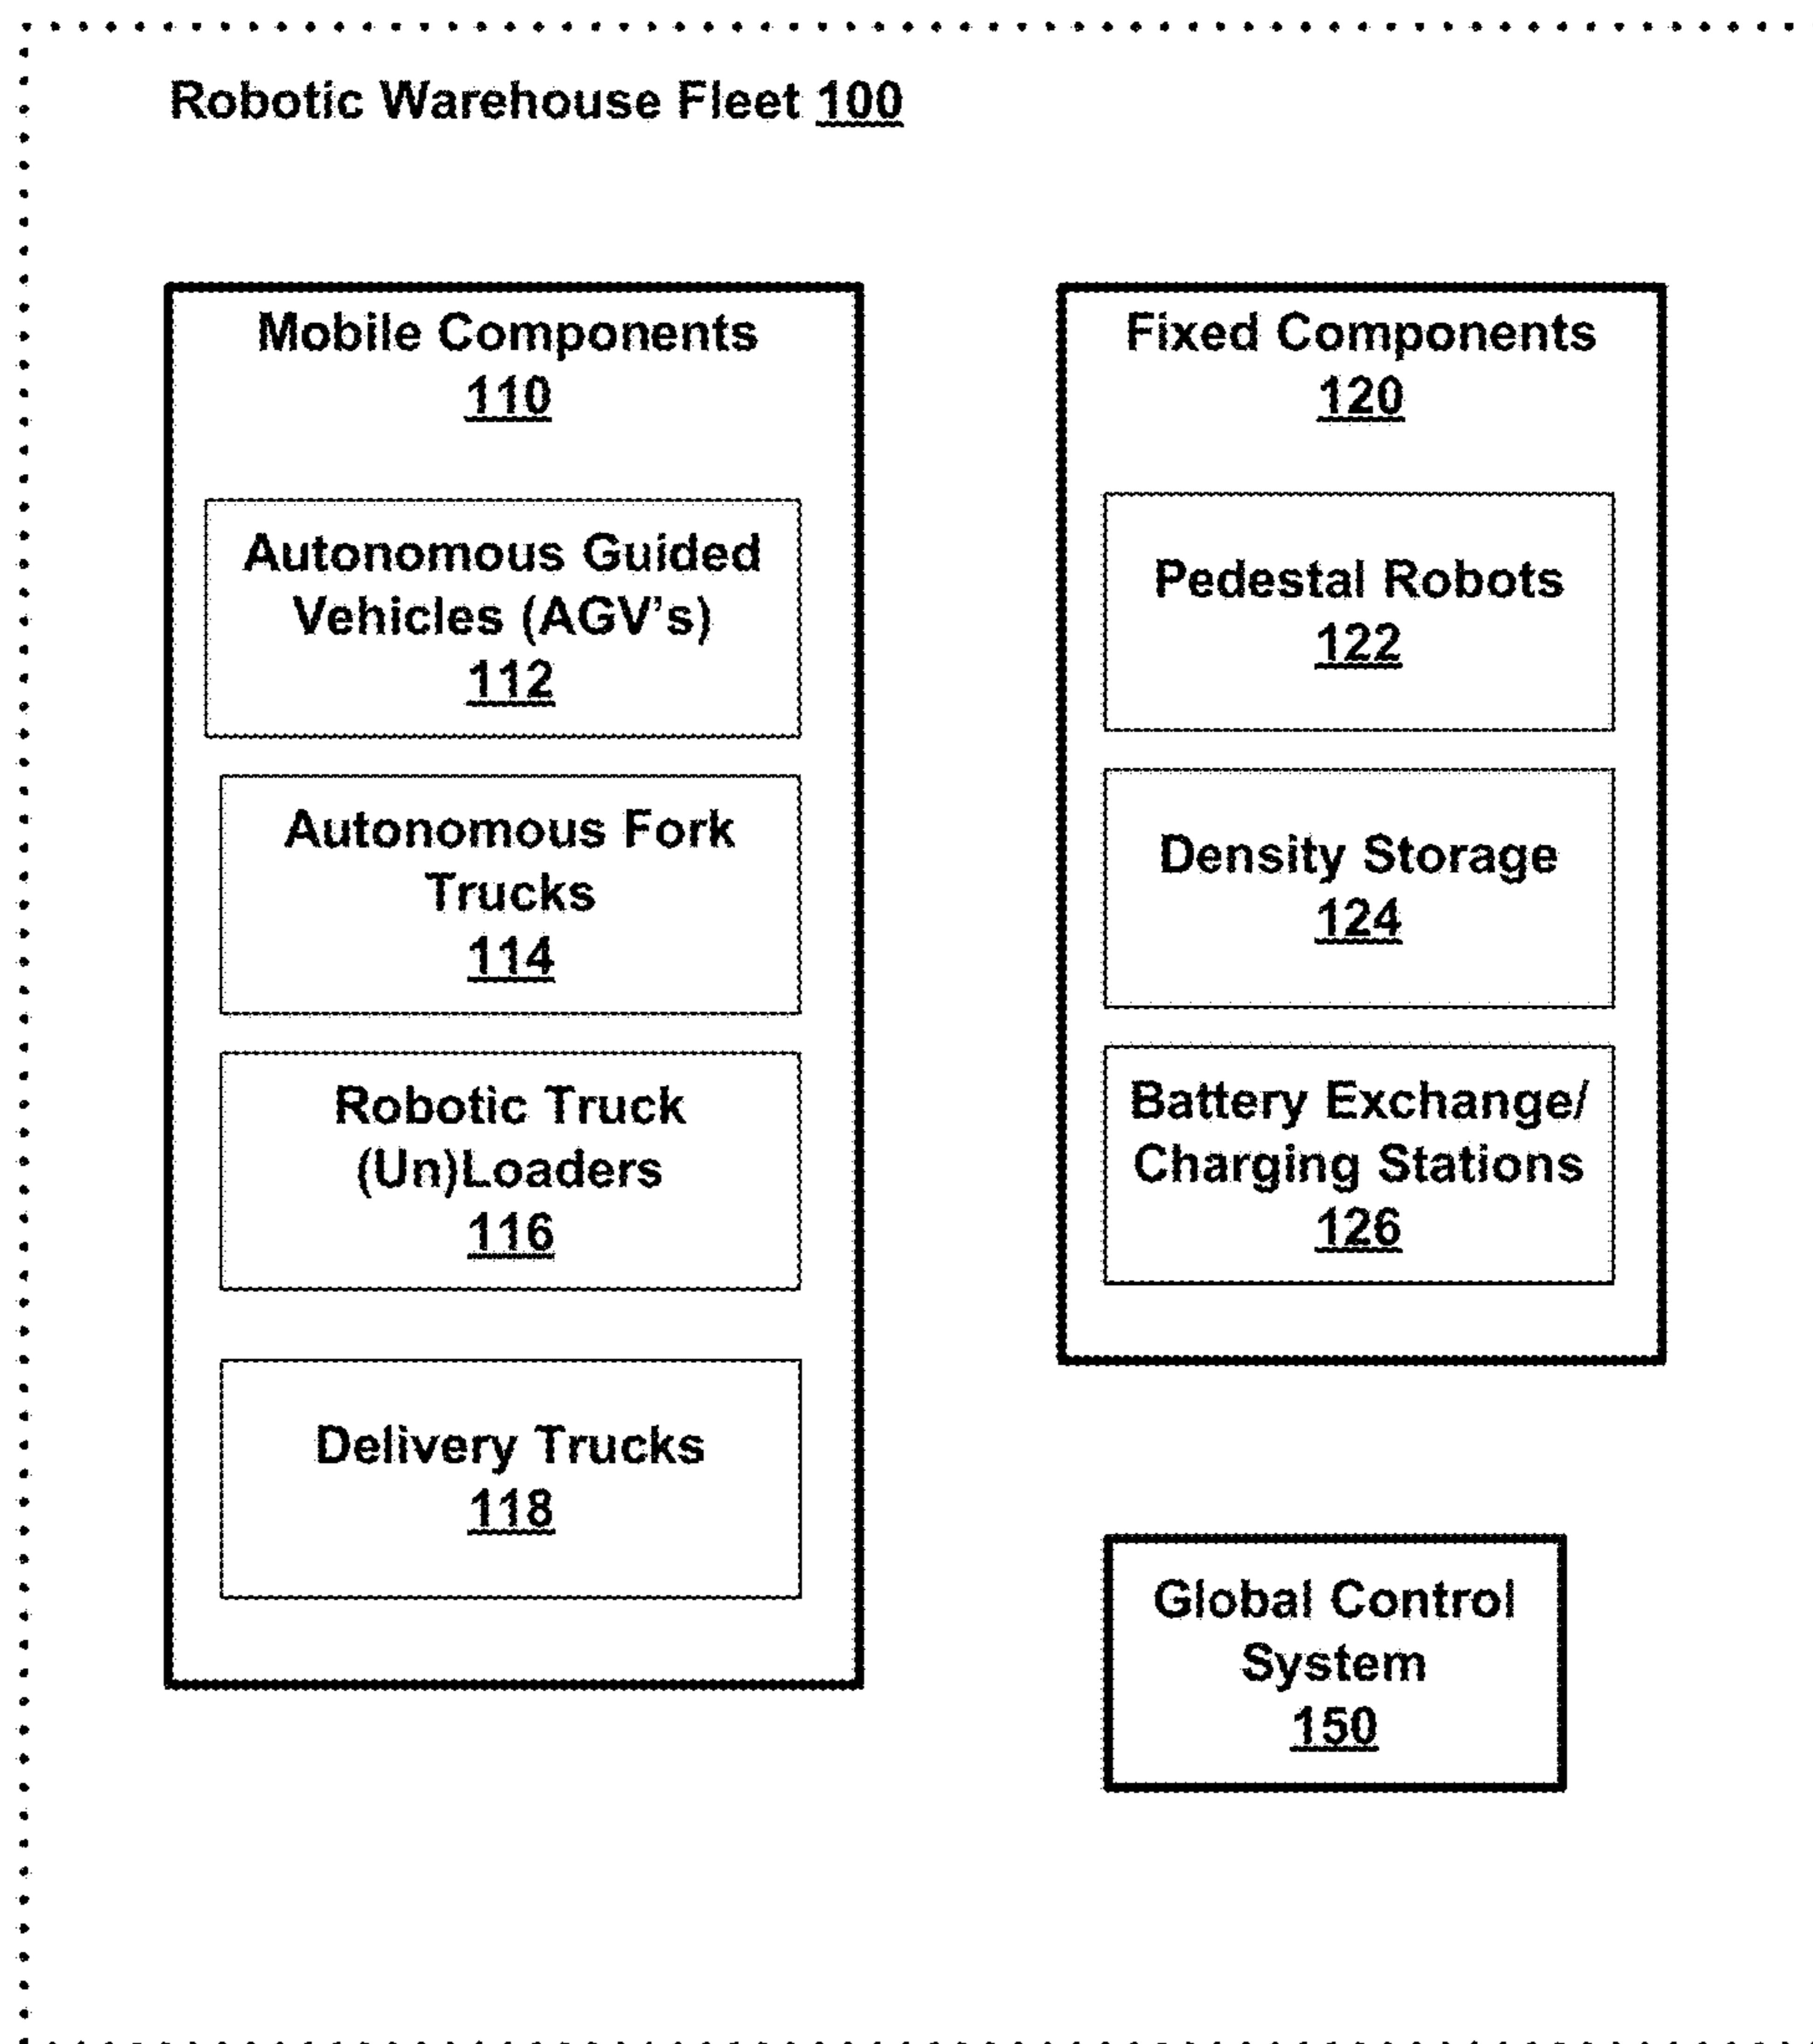 Robotic Warehouse Fleet 100
Mobile Components
110
Autonomous Guided
Vehicles (AGV's)
112
Autonomous Fork
Trucks
114
Robotic Truck
(Un)Loaders
116
Delivery Trucks
118
Fixed Components
120
Pedestal Robots
122
Density Storage
124
Battery Exchange/
Charging Stations
126
Global Control
System
150